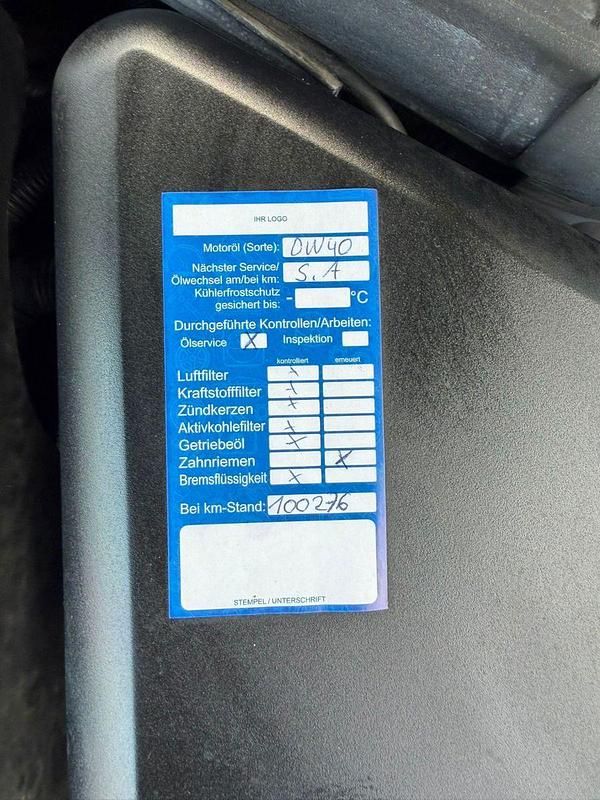 IHR LOGO
Motoröl (Sorte): 0W40
Nächster Service/
Ölwechsel am/bei km: S.A
Kühlerfrostschutz
gesichert bis: - °C
Durchgeführte Kontrollen/Arbeiten:
Ölservice X Inspektion
kontrolliert erneuert
Luftfilter x
Kraftstofffilter x
Zündkerzen x
Aktivkohlefilter x
Getriebeöl x
Zahnriemen x
Bremsflüssigkeit x
Bei km-Stand: 100276
STEMPEL / UNTERSCHRIFT